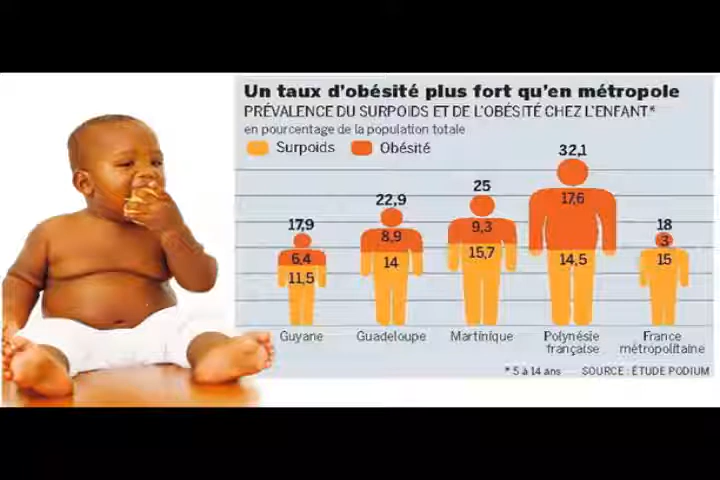 Un taux d'obésité plus fort qu'en métropole
PRÉVALENCE DU SURPOIDS ET DE L'OBÉSITÉ CHEZ L'ENFANT*
en pourcentage de la population totale
Surpoids Obésité
32,1
17,6
14,5
25
9,3
15,7
22,9
8,9
14
17,9
6,4
11,5
18
3
15
Guyane Guadeloupe Martinique Polynésie française France métropolitaine
* 5 à 14 ans SOURCE : ÉTUDE PODIUM